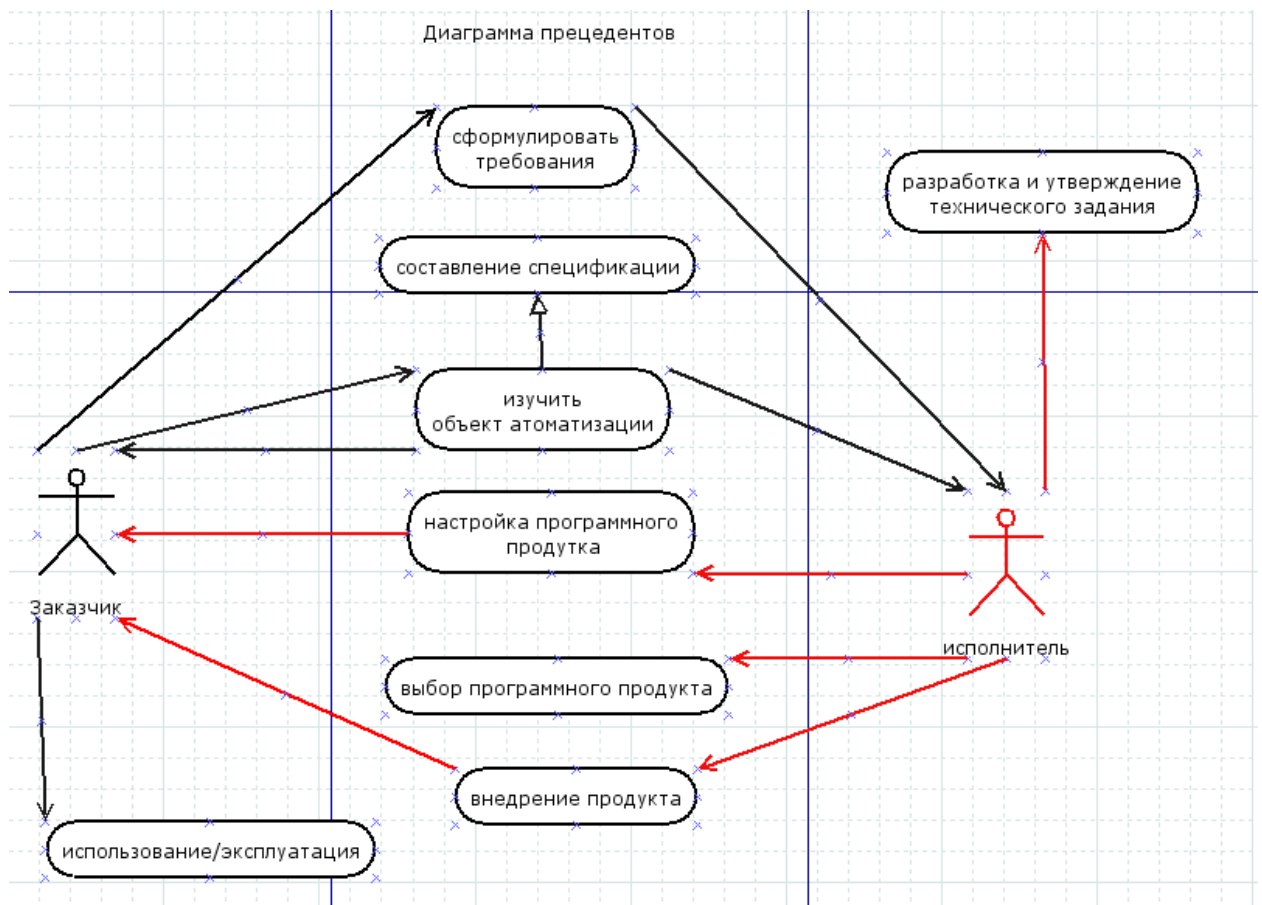 Диаграмма прецедентов
сформулировать
требования
разработка и утверждение
технического задания
составление спецификации
изучить
объект атоматизации
настройка программного
продутка
Заказчик
исполнитель
выбор программного продукта
внедрение продукта
использование/эксплуатация